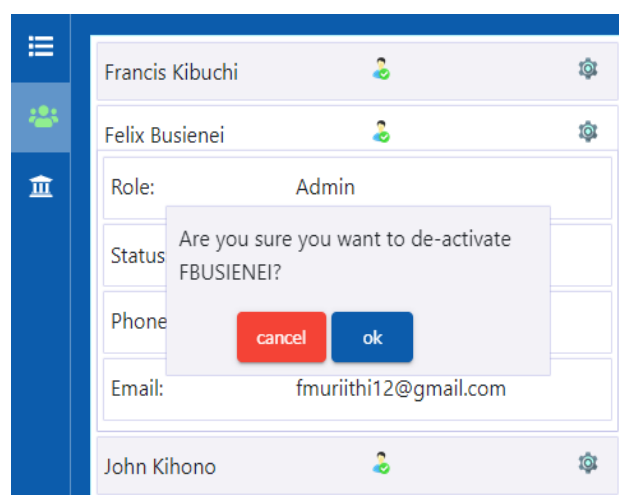 Francis Kibuchi
Felix Busienei
Role: Admin
Are you sure you want to de-activate
Status
FBUSIENEI?
Phone
cancel ok
Email: fmuriithi12@gmail.com
John Kihono